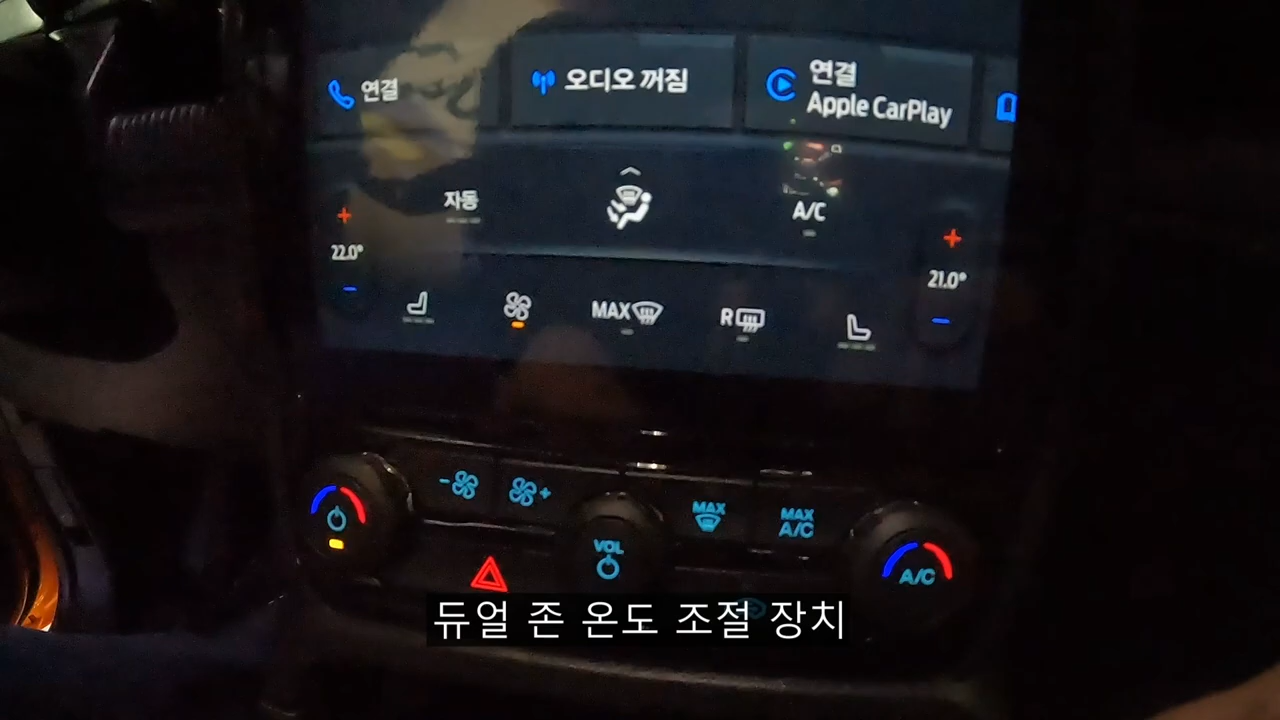 연결
오디오 꺼짐
연결
Apple CarPlay
자동
A/C
22.0°
21.0°
MAX
R
MAX
MAX
A/C
VOL
A/C
듀얼 존 온도 조절 장치